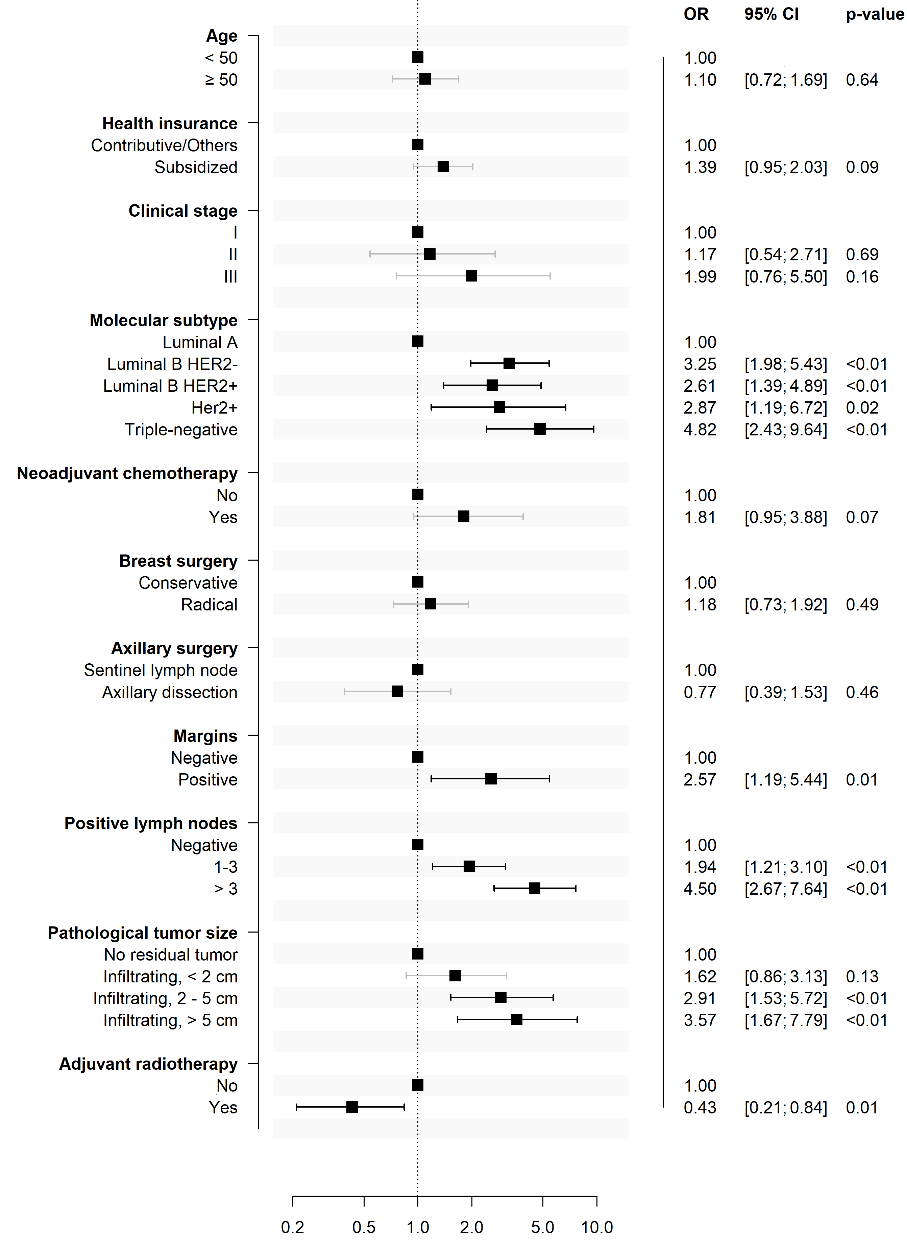 OR 95% CI p-value
Age
< 50 1.00
≥ 50 1.10 [0.72; 1.69] 0.64
Health insurance
Contributive/Others 1.00
Subsidized 1.39 [0.95; 2.03] 0.09
Clinical stage
I 1.00
II 1.17 [0.54; 2.71] 0.69
III 1.99 [0.76; 5.50] 0.16
Molecular subtype
Luminal A 1.00
Luminal B HER2- 3.25 [1.98; 5.43] <0.01
Luminal B HER2+ 2.61 [1.39; 4.89] <0.01
Her2+ 2.87 [1.19; 6.72] 0.02
Triple-negative 4.82 [2.43; 9.64] <0.01
Neoadjuvant chemotherapy
No 1.00
Yes 1.81 [0.95; 3.88] 0.07
Breast surgery
Conservative 1.00
Radical 1.18 [0.73; 1.92] 0.49
Axillary surgery
Sentinel lymph node 1.00
Axillary dissection 0.77 [0.39; 1.53] 0.46
Margins
Negative 1.00
Positive 2.57 [1.19; 5.44] 0.01
Positive lymph nodes
Negative 1.00
1-3 1.94 [1.21; 3.10] <0.01
> 3 4.50 [2.67; 7.64] <0.01
Pathological tumor size
No residual tumor 1.00
Infiltrating, < 2 cm 1.62 [0.86; 3.13] 0.13
Infiltrating, 2 - 5 cm 2.91 [1.53; 5.72] <0.01
Infiltrating, > 5 cm 3.57 [1.67; 7.79] <0.01
Adjuvant radiotherapy
No 1.00
Yes 0.43 [0.21; 0.84] 0.01
0.2 0.5 1.0 2.0 5.0 10.0